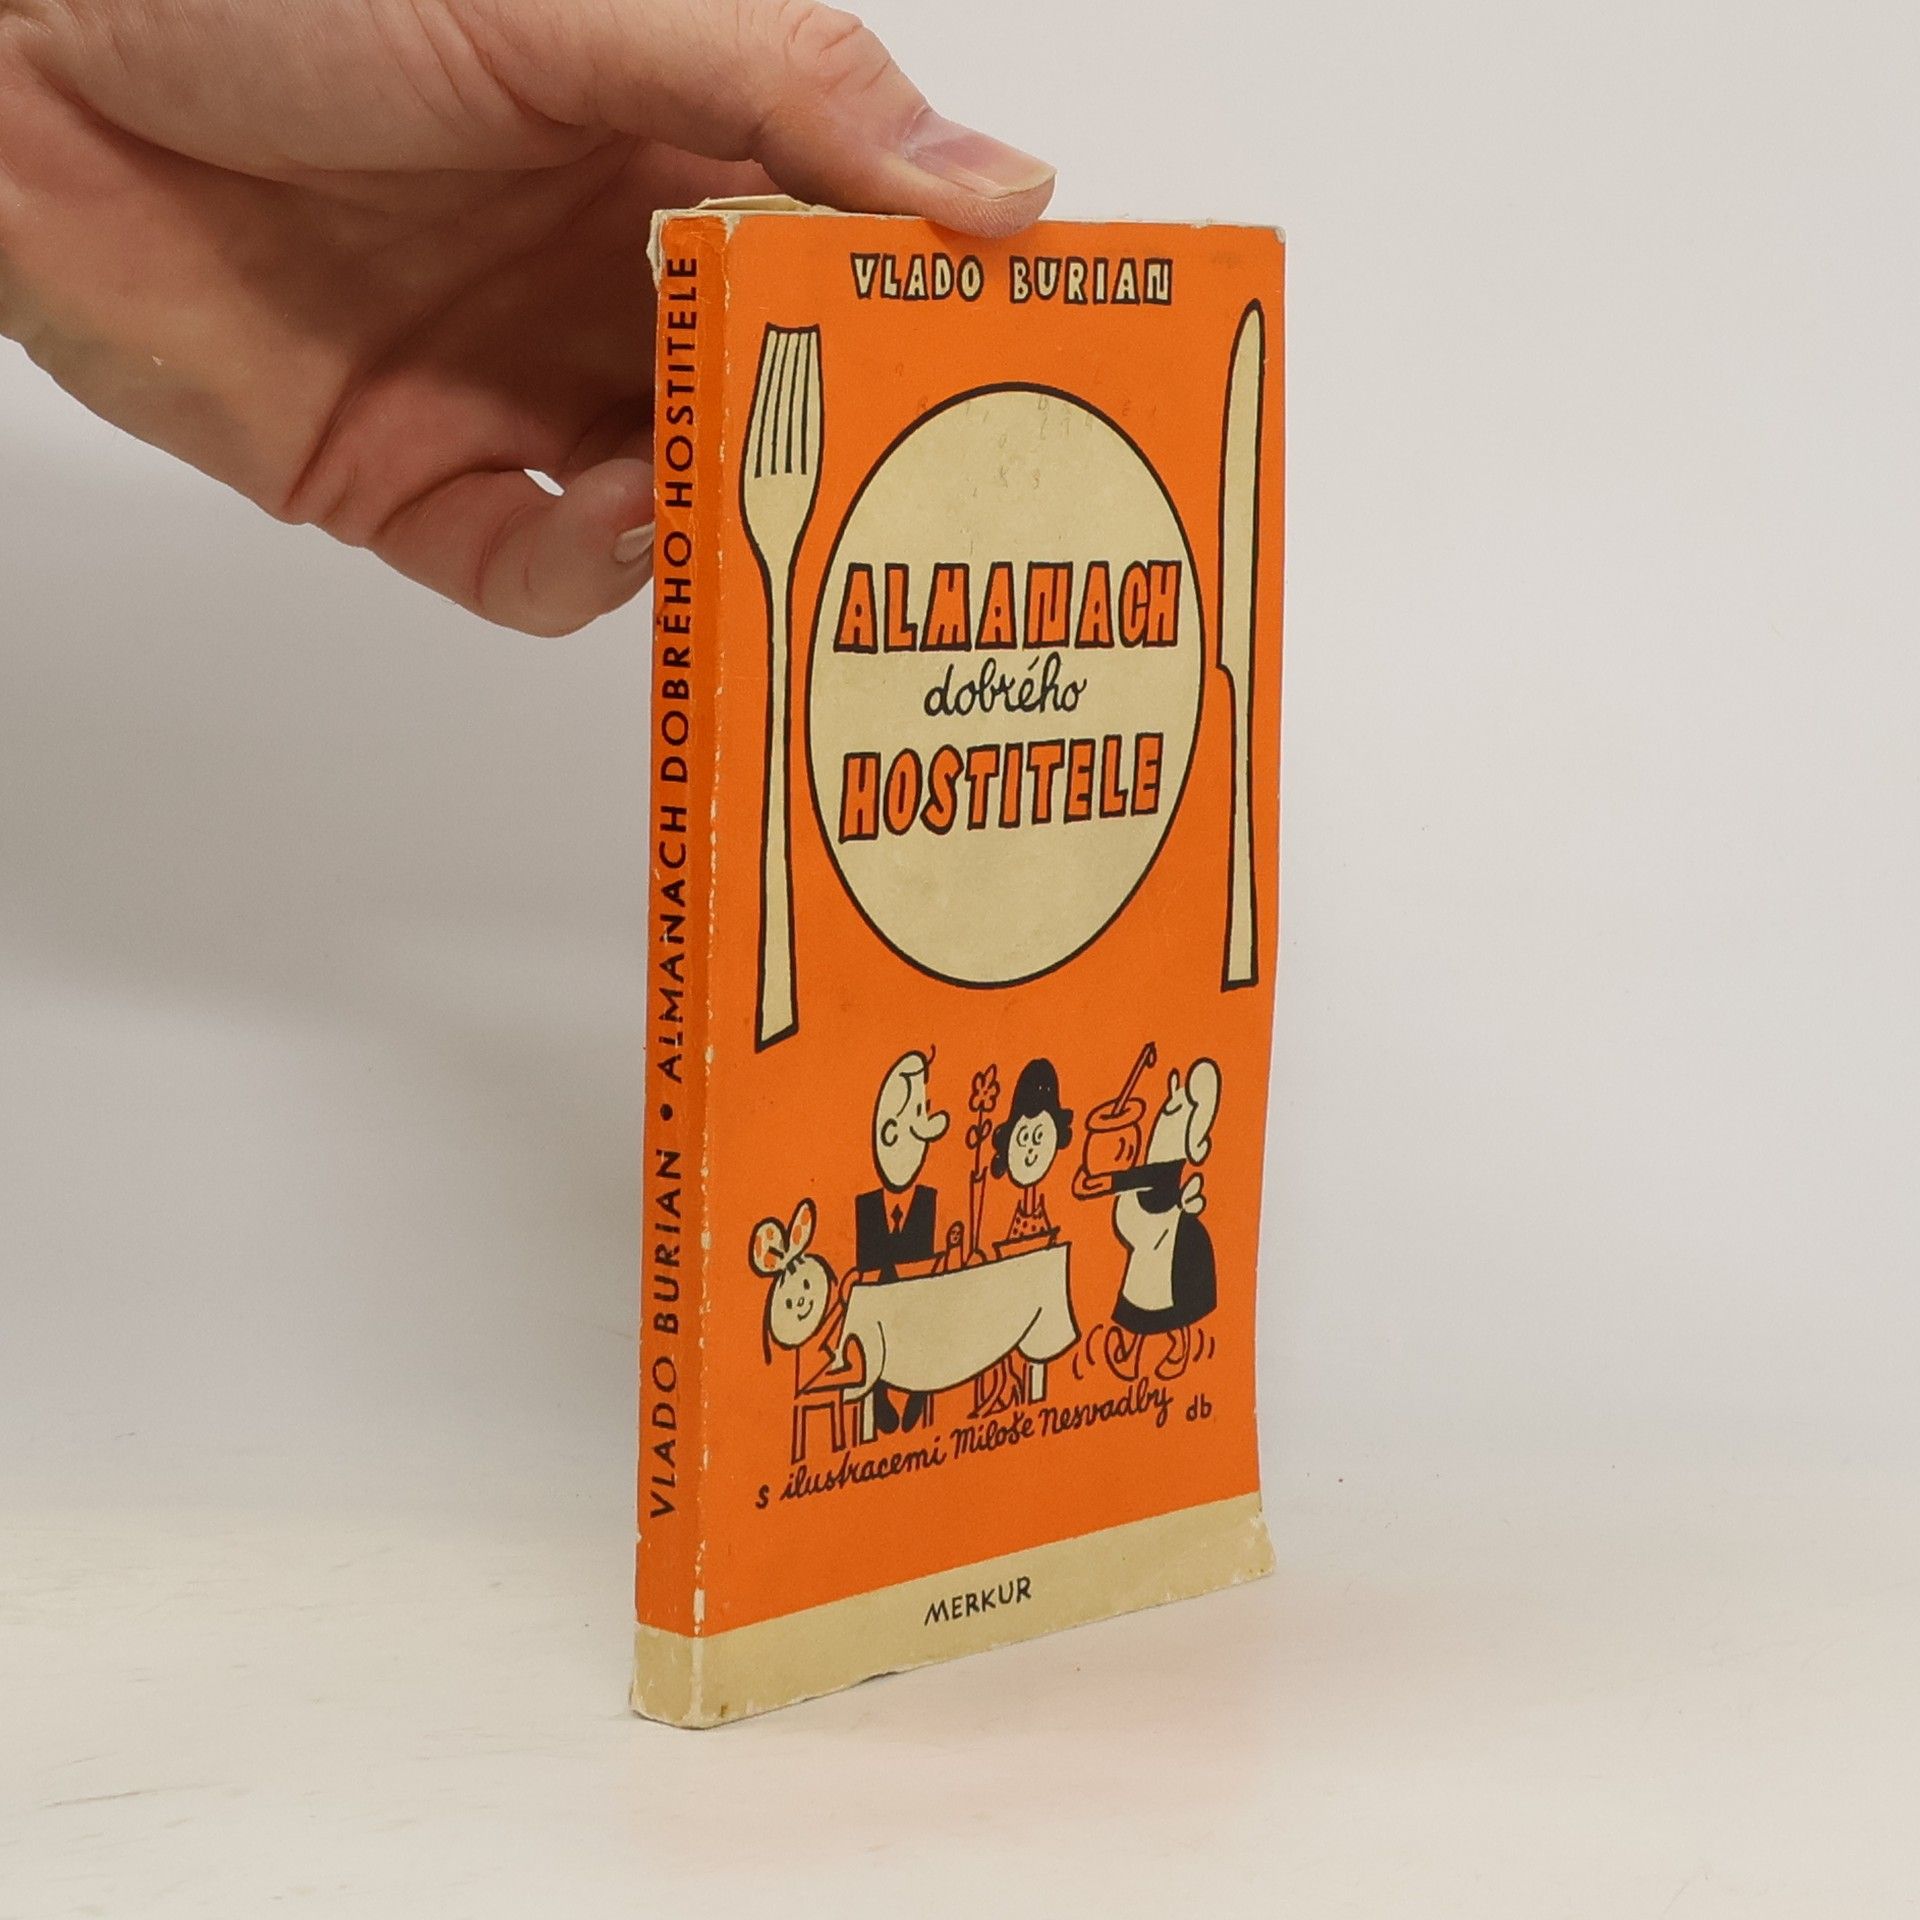 VLADO BURIAN • ALMANACH DOBRÉHO HOSTITELE
VLADO BURIAN
ALMANACH
dobrého
HOSTITELE
s ilustracemi Miloše Nesvadby db
MERKUR